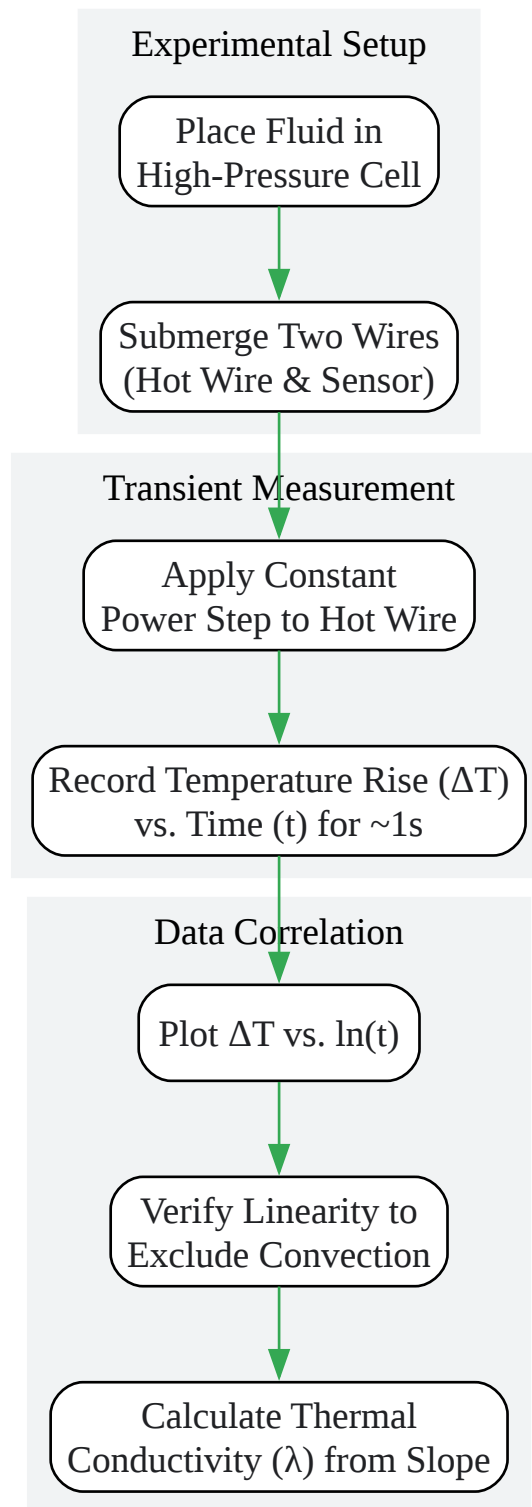 Experimental Setup
Place Fluid in
High-Pressure Cell
Submerge Two Wires
(Hot Wire & Sensor)
Transient Measurement
Apply Constant
Power Step to Hot Wire
Record Temperature Rise (ΔT)
vs. Time (t) for ~1s
Data Correlation
Plot ΔT vs. ln(t)
Verify Linearity to
Exclude Convection
Calculate Thermal
Conductivity (λ) from Slope